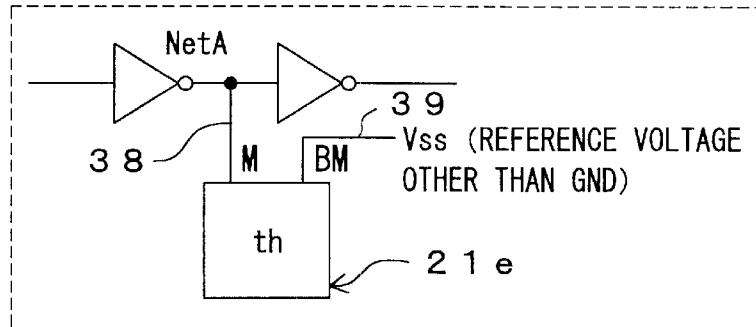 NetA
39
38
M
BM
Vss (REFERENCE VOLTAGE
OTHER THAN GND)
th
21e